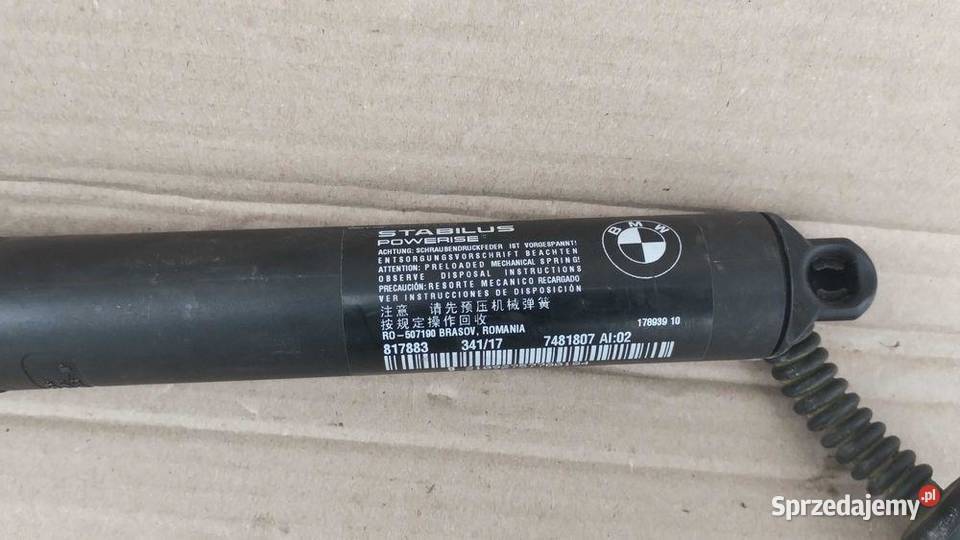 STABILUS
POWERISE
ACHTUNG: SCHRAUBENDRUCKFEDER IST VORGESPANNT!
ENTSORGUNGSVORSCHRIFT BEACHTEN
ATTENTION: PRELOADED MECHANICAL SPRING!
OBSERVE DISPOSAL INSTRUCTIONS
PRECAUCIÓN: RESORTE MECANICO RECARGADO
VER INSTRUCCIONES DE DISPOSICIÓN
注意 请先预压机械弹簧
按规定操作回收
RO-507190 BRASOV, ROMANIA
817883 341/17 7481807 AI:02
BMW
178939 10
Sprzedajemy.pl